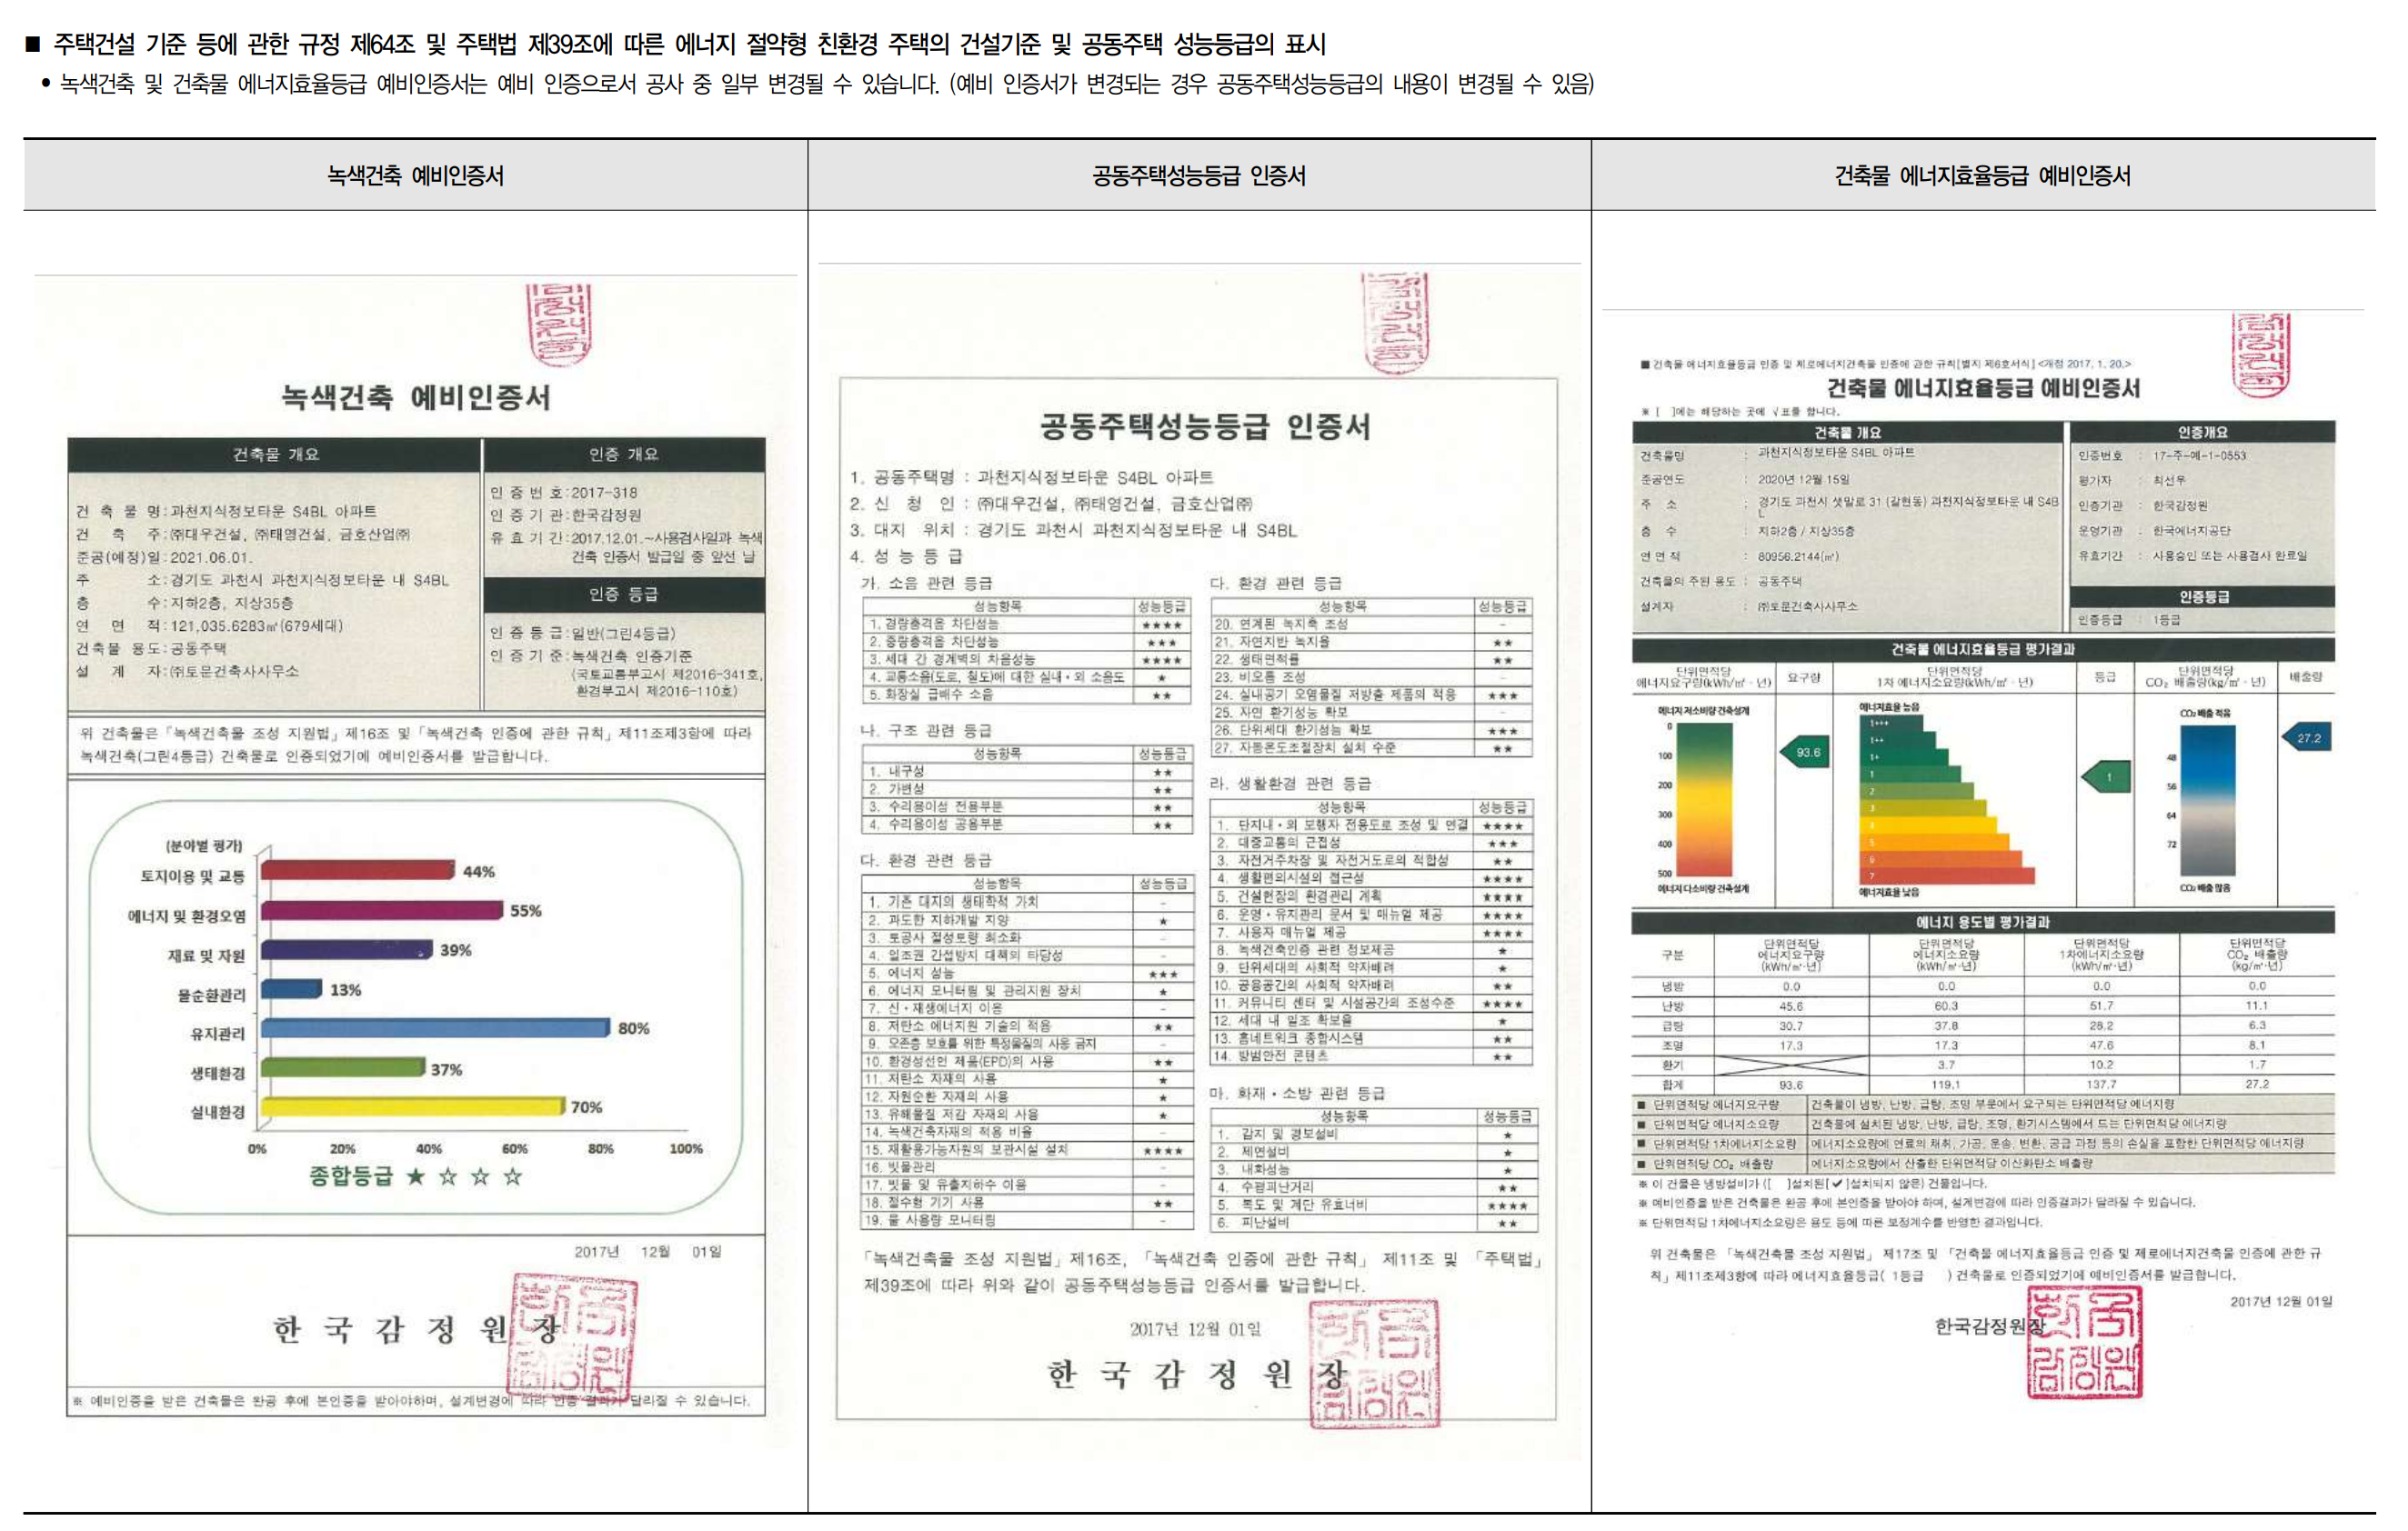 ■ 주택건설 기준 등에 관한 규정 제64조 및 주택법 제39조에 따른 에너지 절약형 친환경 주택의 건설기준 및 공동주택 성능등급의 표시
• 녹색건축 및 건축물 에너지효율등급 예비인증서는 예비 인증으로서 공사 중 일부 변경될 수 있습니다. (예비 인증서가 변경되는 경우 공동주택성능등급의 내용이 변경될 수 있음)
녹색건축 예비인증서
공동주택성능등급 인증서
건축물 에너지효율등급 예비인증서
녹색건축 예비인증서
건축물 개요
건 축 물 명:과천지식정보타운 S4BL 아파트
건 축 주:㈜대우건설, ㈜태영건설, 금호산업㈜
준공(예정)일:2021.06.01.
주 소:경기도 과천시 과천지식정보타운 내 S4BL
층 수:지하2층, 지상35층
연 면 적:121,035.6283㎡(679세대)
건축물 용도:공동주택
설 계 자:㈜토문건축사사무소
인증 개요
인 증 번 호:2017-318
인 증 기 관:한국감정원
유 효 기 간:2017.12.01.~사용검사일과 녹색
건축 인증서 발급일 중 앞선 날
인증 등급
인 증 등 급:일반(그린4등급)
인 증 기 준:녹색건축 인증기준
(국토교통부고시 제2016-341호,
환경부고시 제2016-110호)
위 건축물은「녹색건축물 조성 지원법」제16조 및「녹색건축 인증에 관한 규칙」제11조제3항에 따라
녹색건축(그린4등급) 건축물로 인증되었기에 예비인증서를 발급합니다.
(분야별 평가)
토지이용 및 교통 44%
에너지 및 환경오염 55%
재료 및 자원 39%
물순환관리 13%
유지관리 80%
생태환경 37%
실내환경 70%
0% 20% 40% 60% 80% 100%
종합등급 ★ ☆ ☆ ☆
2017년 12월 01일
한 국 감 정 원 장
※ 예비인증을 받은 건축물은 완공 후에 본인증을 받아야하며, 설계변경에 따라 인증 결과가 달라질 수 있습니다.
공동주택성능등급 인증서
1. 공동주택명 : 과천지식정보타운 S4BL 아파트
2. 신 청 인 : ㈜대우건설, ㈜태영건설, 금호산업㈜
3. 대지 위치 : 경기도 과천시 과천지식정보타운 내 S4BL
4. 성 능 등 급
가. 소음 관련 등급
성능항목 성능등급
1. 경량충격음 차단성능 ★★★★
2. 중량충격음 차단성능 ★★★
3. 세대 간 경계벽의 차음성능 ★★★★
4. 교통소음(도로, 철도)에 대한 실내・외 소음도 ★
5. 화장실 급배수 소음 ★★
나. 구조 관련 등급
성능항목 성능등급
1. 내구성 ★★
2. 가변성 ★★
3. 수리용이성 전용부분 ★★
4. 수리용이성 공용부분 ★★
다. 환경 관련 등급
성능항목 성능등급
1. 기존 대지의 생태학적 가치 -
2. 과도한 지하개발 지양 ★
3. 토공사 절성토량 최소화 -
4. 일조권 간섭방지 대책의 타당성 -
5. 에너지 성능 ★★★
6. 에너지 모니터링 및 관리지원 장치 ★
7. 신・재생에너지 이용 -
8. 저탄소 에너지원 기술의 적용 ★★
9. 오존층 보호를 위한 특정물질의 사용 금지 -
10. 환경성선언 제품(EPD)의 사용 ★★
11. 저탄소 자재의 사용 ★
12. 자원순환 자재의 사용 ★
13. 유해물질 저감 자재의 사용 ★
14. 녹색건축자재의 적용 비율 -
15. 재활용가능자원의 보관시설 설치 ★★★★
16. 빗물관리 -
17. 빗물 및 유출지하수 이용 -
18. 절수형 기기 사용 ★★
19. 물 사용량 모니터링 -
다. 환경 관련 등급
성능항목 성능등급
20. 연계된 녹지축 조성 -
21. 자연지반 녹지율 ★★
22. 생태면적률 ★★
23. 비오톱 조성 -
24. 실내공기 오염물질 저방출 제품의 적용 ★★★
25. 자연 환기성능 확보 -
26. 단위세대 환기성능 확보 ★★★
27. 자동온도조절장치 설치 수준 ★★
라. 생활환경 관련 등급
성능항목 성능등급
1. 단지내・외 보행자 전용도로 조성 및 연결 ★★★★
2. 대중교통의 근접성 ★★★
3. 자전거주차장 및 자전거도로의 적합성 ★★
4. 생활편의시설의 접근성 ★★★★
5. 건설현장의 환경관리 계획 ★★★★
6. 운영・유지관리 문서 및 매뉴얼 제공 ★★★★
7. 사용자 매뉴얼 제공 ★★★★
8. 녹색건축인증 관련 정보제공 ★
9. 단위세대의 사회적 약자배려 ★
10. 공용공간의 사회적 약자배려 ★★
11. 커뮤니티 센터 및 시설공간의 조성수준 ★★★★
12. 세대 내 일조 확보율 ★
13. 홈네트워크 종합시스템 ★★
14. 방범안전 콘텐츠 ★★
마. 화재・소방 관련 등급
성능항목 성능등급
1. 감지 및 경보설비 ★
2. 제연설비 ★
3. 내화성능 ★
4. 수평피난거리 ★★
5. 복도 및 계단 유효너비 ★★★★
6. 피난설비 ★★
「녹색건축물 조성 지원법」제16조, 「녹색건축 인증에 관한 규칙」 제11조 및 「주택법」
제39조에 따라 위와 같이 공동주택성능등급 인증서를 발급합니다.
2017년 12월 01일
한 국 감 정 원 장
■ 건축물 에너지효율등급 인증 및 제로에너지건축물 인증에 관한 규칙[별지 제6호서식] <개정 2017. 1. 20.>
건축물 에너지효율등급 예비인증서
※ [ ]에는 해당하는 곳에 √표를 합니다.
건축물 개요
건축물명 : 과천지식정보타운 S4BL 아파트
준공연도 : 2020년 12월 15일
주 소 : 경기도 과천시 샛말로 31 (갈현동) 과천지식정보타운 내 S4B
L
층 수 : 지하2층 / 지상35층
연면적 : 80956.2144(㎡)
건축물의 주된 용도 : 공동주택
설계자 : ㈜토문건축사사무소
인증개요
인증번호 : 17-주-예-1-0553
평가자 : 최선우
인증기관 : 한국감정원
운영기관 : 한국에너지공단
유효기간 : 사용승인 또는 사용검사 완료일
인증등급
인증등급 : 1등급
건축물 에너지효율등급 평가결과
단위면적당
에너지요구량(kWh/㎡・년) 요구량
단위면적당
1차 에너지소요량(kWh/㎡・년) 등급
단위면적당
CO₂ 배출량(kg/㎡・년) 배출량
에너지 저소비량 건축설계
0
100
200
300
400
500
에너지 다소비량 건축설계
93.6
에너지효율 높음
1+++
1++
1+
1
2
3
4
5
6
7
에너지효율 낮음
1
CO₂ 배출 적음
48
56
64
72
CO₂ 배출 많음
27.2
에너지 용도별 평가결과
구분 단위면적당 에너지요구량 (kWh/㎡・년) 단위면적당 에너지소요량 (kWh/㎡・년) 단위면적당 1차에너지소요량 (kWh/㎡・년) 단위면적당 CO₂ 배출량 (kg/㎡・년)
냉방 0.0 0.0 0.0 0.0
난방 45.6 60.3 51.7 11.1
급탕 30.7 37.8 28.2 6.3
조명 17.3 17.3 47.6 8.1
환기 3.7 10.2 1.7
합계 93.6 119.1 137.7 27.2
■ 단위면적당 에너지요구량 건축물이 냉방, 난방, 급탕, 조명 부문에서 요구되는 단위면적당 에너지량
■ 단위면적당 에너지소요량 건축물에 설치된 냉방, 난방, 급탕, 조명, 환기시스템에서 드는 단위면적당 에너지량
■ 단위면적당 1차에너지소요량 에너지소요량에 연료의 채취, 가공, 운송, 변환, 공급 과정 등의 손실을 포함한 단위면적당 에너지량
■ 단위면적당 CO₂ 배출량 에너지소요량에서 산출한 단위면적당 이산화탄소 배출량
※ 이 건물은 냉방설비가 ([ ]설치된[✔]설치되지 않은) 건물입니다.
※ 예비인증을 받은 건축물은 완공 후에 본인증을 받아야 하며, 설계변경에 따라 인증결과가 달라질 수 있습니다.
※ 단위면적당 1차에너지소요량은 용도 등에 따른 보정계수를 반영한 결과입니다.
위 건축물은 「녹색건축물 조성 지원법」 제17조 및 「건축물 에너지효율등급 인증 및 제로에너지건축물 인증에 관한 규
칙」제11조제3항에 따라 에너지효율등급( 1등급 ) 건축물로 인증되었기에 예비인증서를 발급합니다.
2017년 12월 01일
한국감정원장